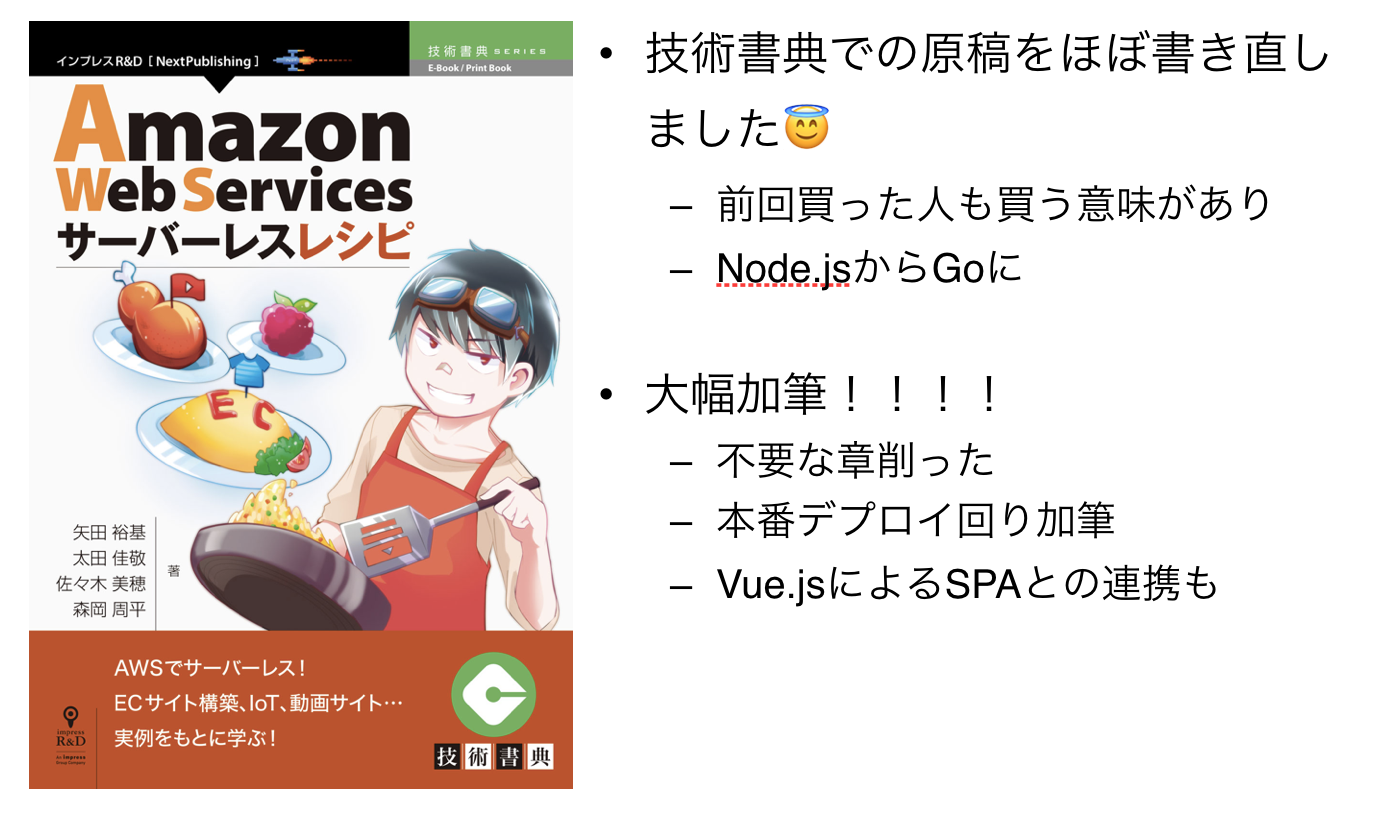 インプレスR&D［NextPublishing］
技術書典 SERIES
E-Book / Print Book
Amazon
Web Services
サーバーレスレシピ
EC
矢田 裕基
太田 佳敬
佐々木 美穂
森岡 周平
著
AWSでサーバーレス！
ECサイト構築、IoT、動画サイト…
実例をもとに学ぶ！
impress
R&D
An Impress
Group Company
技術書典
• 技術書典での原稿をほぼ書き直し
ました😇
– 前回買った人も買う意味があり
– Node.jsからGoに
• 大幅加筆！！！！
– 不要な章削った
– 本番デプロイ回り加筆
– Vue.jsによるSPAとの連携も